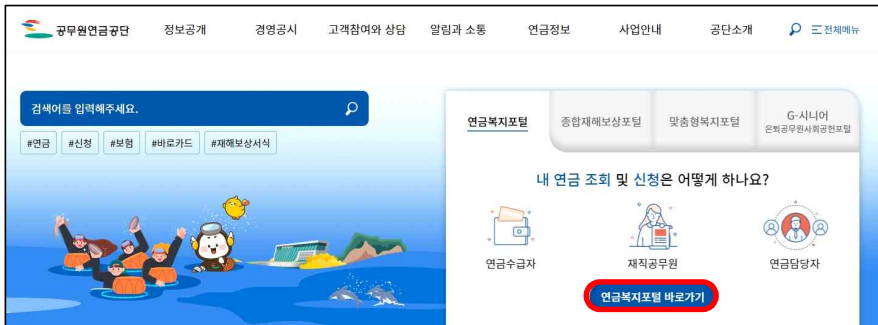 공무원연금공단 정보공개 경영공시 고객참여와 상담 알림과 소통 연금정보 사업안내 공단소개 전체메뉴
검색어를 입력해주세요.
#연금 #신청 #보험 #바로카드 #재해보상서식
연금복지포털 종합재해보상포털 맞춤형복지포털 G-시니어
은퇴공무원사회공헌포털
내 연금 조회 및 신청은 어떻게 하나요?
연금수급자 재직공무원 연금담당자
연금복지포털 바로가기